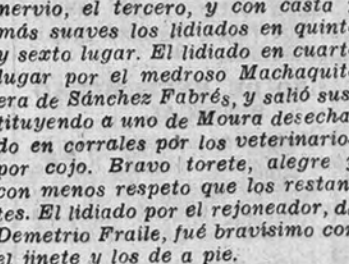 nervio, el tercero, y con casta
más suaves los lidiados en quint
y sexto lugar. El lidiado en cuart
lugar por el medroso Machaquit
era de Sánchez Fabrés, y salió sus
tituyendo a uno de Moura desecha
do en corrales por los veterinario
por cojo. Bravo torete, alegre
con menos respeto que los restan
tes. El lidiado por el rejoneador, d
Demetrio Fraile, fué bravísimo con
el jinete y los de a pie.